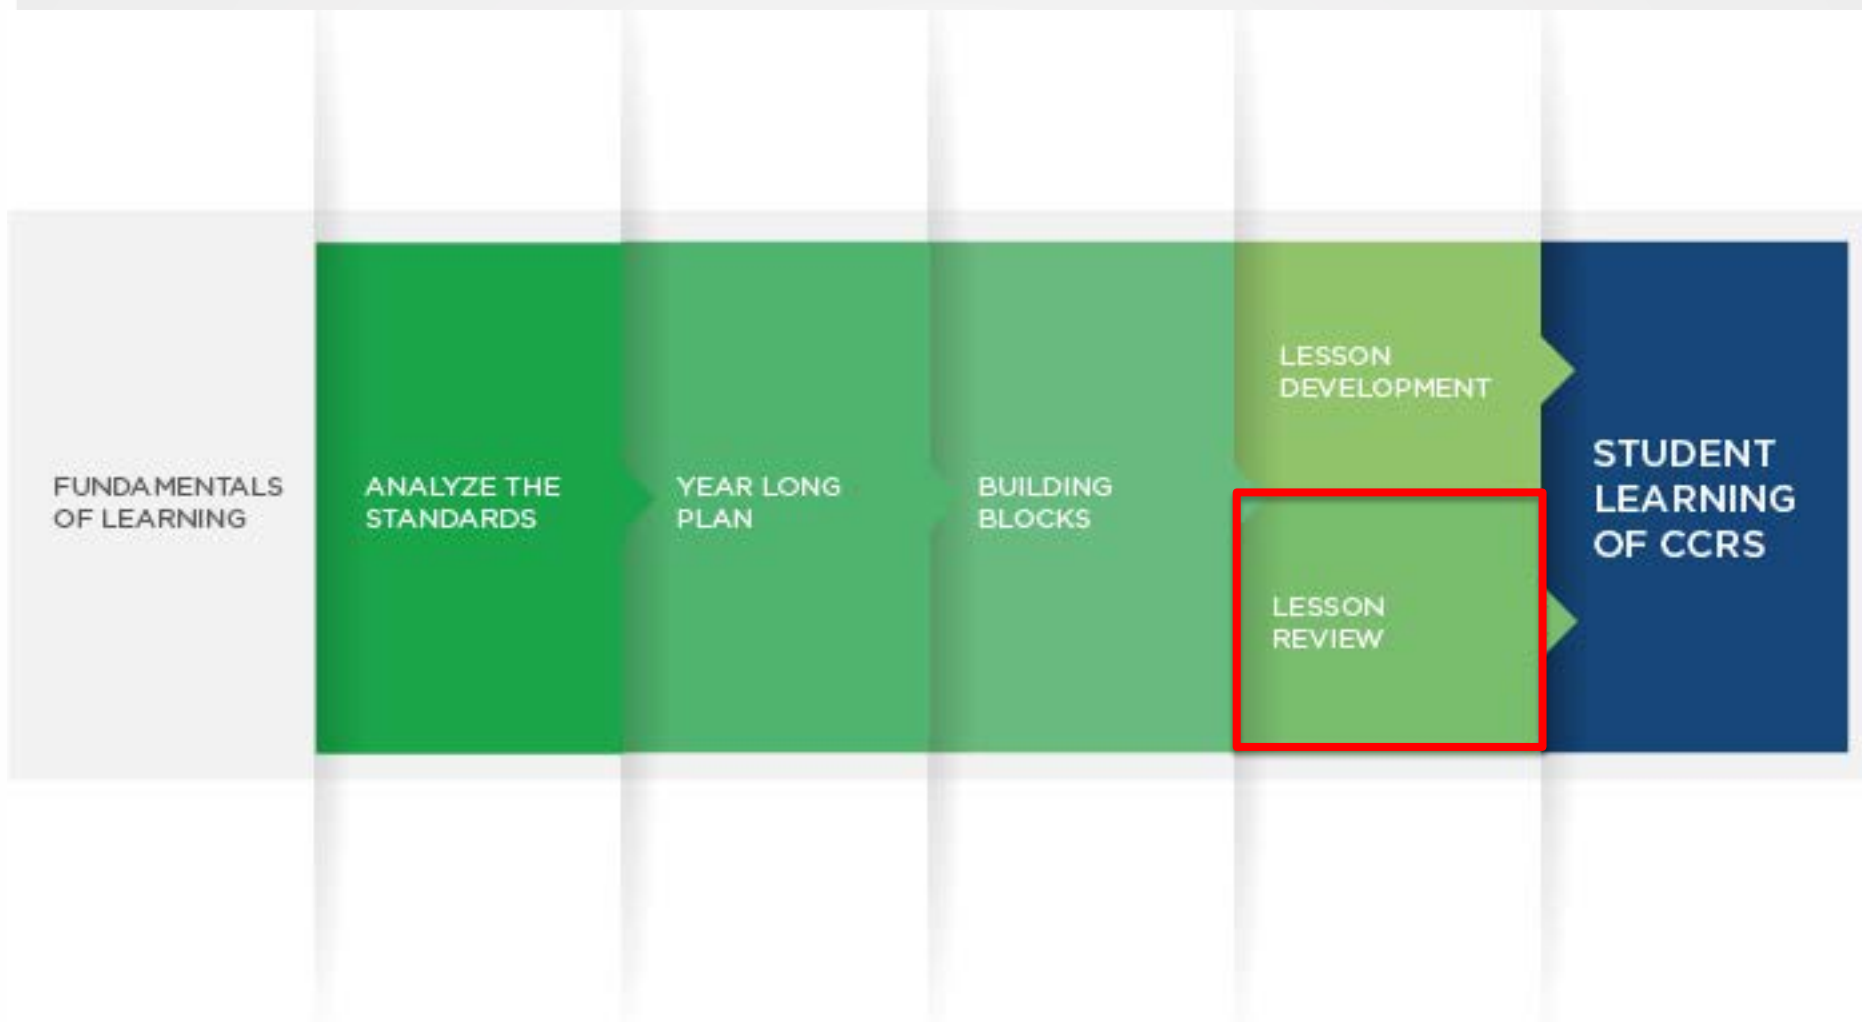 FUNDAMENTALS
OF LEARNING
ANALYZE THE
STANDARDS
YEAR LONG
PLAN
BUILDING
BLOCKS
LESSON
DEVELOPMENT
LESSON
REVIEW
STUDENT
LEARNING
OF CCRS